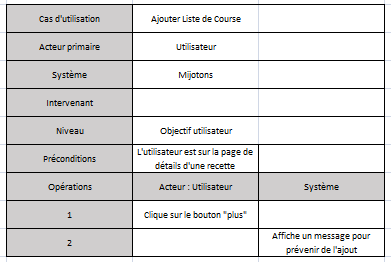 Cas d'utilisation Ajouter Liste de Course
Acteur primaire Utilisateur
Système Mijotons
Intervenant
Niveau Objectif utilisateur
Préconditions L'utilisateur est sur la page de
détails d'une recette
Opérations Acteur : Utilisateur Système
1 Clique sur le bouton "plus"
2 Affiche un message pour
prévenir de l'ajout